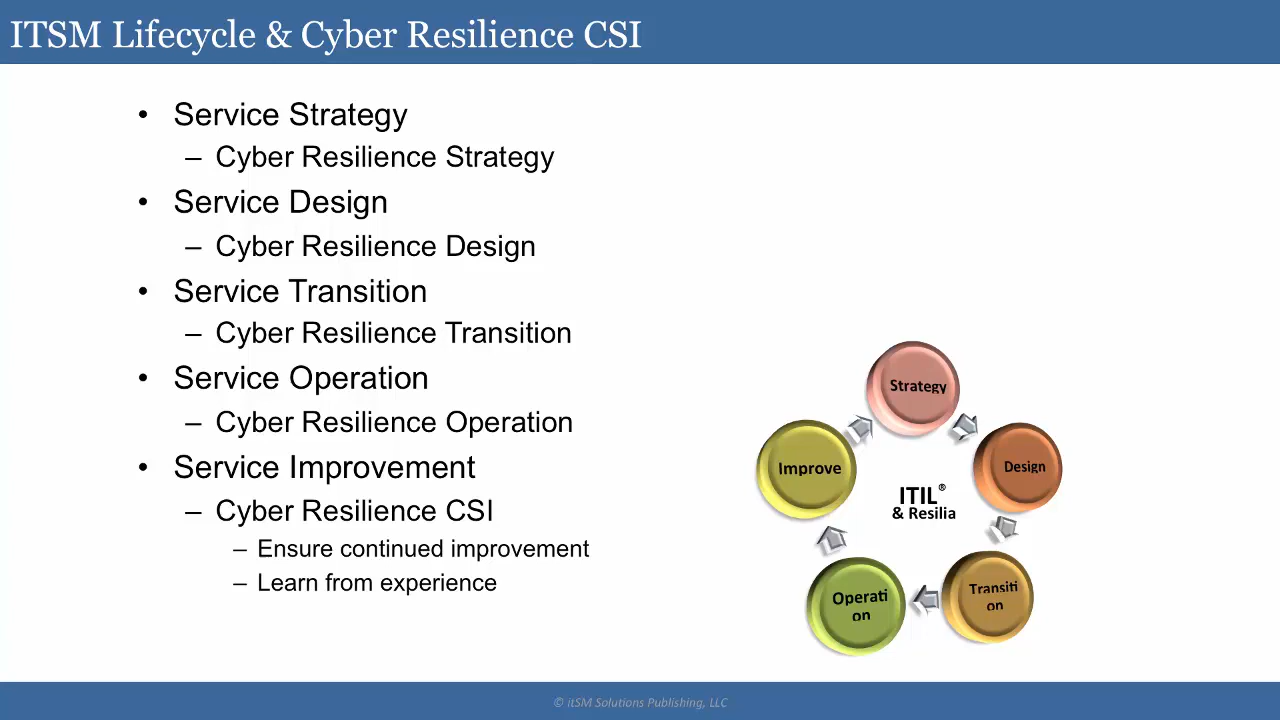 ITSM Lifecycle & Cyber Resilience CSI
• Service Strategy
– Cyber Resilience Strategy
• Service Design
– Cyber Resilience Design
• Service Transition
– Cyber Resilience Transition
• Service Operation
– Cyber Resilience Operation
• Service Improvement
– Cyber Resilience CSI
– Ensure continued improvement
– Learn from experience
Strategy
Design
Transiti
on
Operati
on
Improve
ITIL®
& Resilia
© itSM Solutions Publishing, LLC